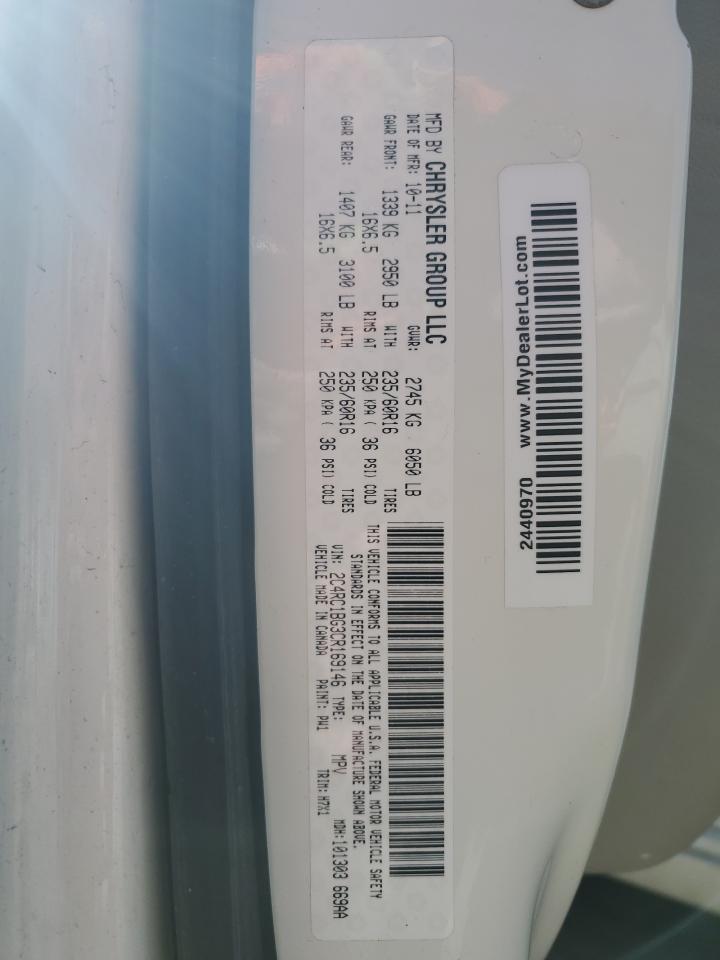 MFD BY CHRYSLER GROUP LLC
DATE OF MFR: 10-11 GVWR: 2745 KG 6050 LB
GAWR FRONT: 1339 KG 2950 LB WITH 235/60R16 TIRES
16X6.5 RIMS AT 250 KPA ( 36 PSI) COLD
GAWR REAR: 1407 KG 3100 LB WITH 235/60R16 TIRES
16X6.5 RIMS AT 250 KPA ( 36 PSI) COLD
THIS VEHICLE CONFORMS TO ALL APPLICABLE U.S.A. FEDERAL MOTOR VEHICLE SAFETY
STANDARDS IN EFFECT ON THE DATE OF MANUFACTURE SHOWN ABOVE.
VIN: 2C4RC1BG3CR169146 TYPE: MPV MDH: 101303 669AA
VEHICLE MADE IN CANADA PAINT: PW1 TRIM: H7X1
2440970 www.MyDealerLot.com